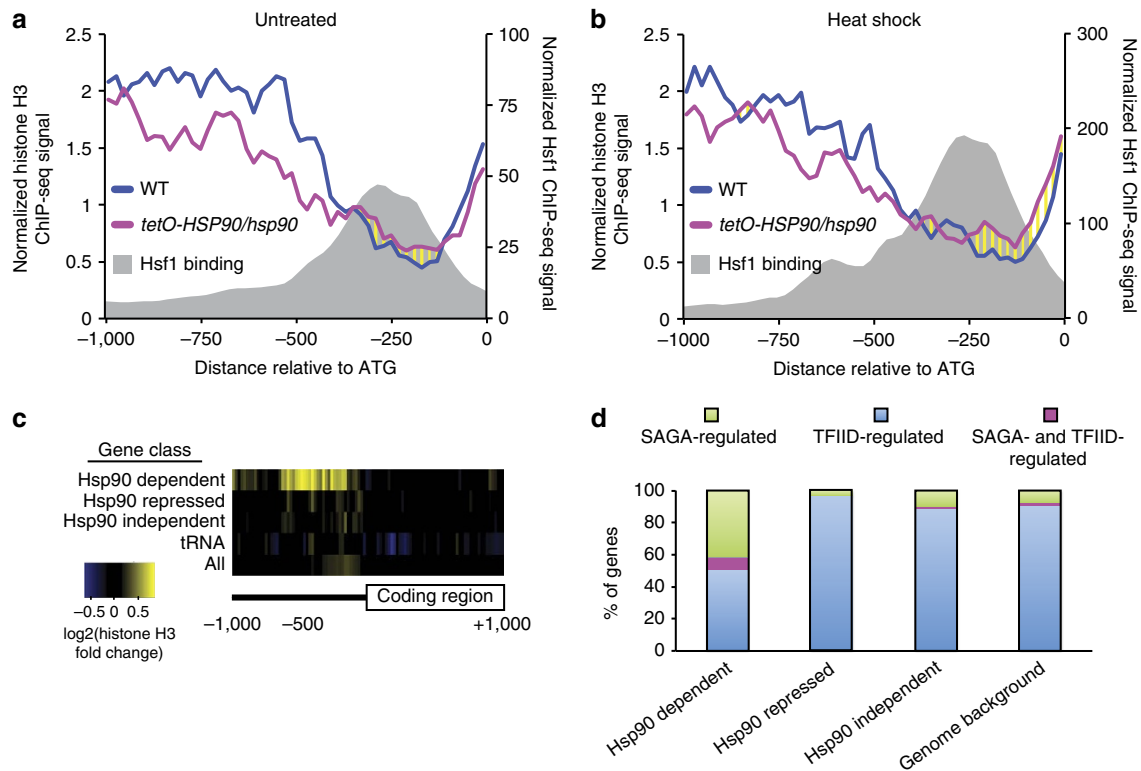 a
Untreated
Normalized histone H3
ChIP-seq signal
2.5
2
1.5
1
0.5
0
100
75
50
25
0
Normalized Hsf1 ChIP-seq signal
WT
tetO-HSP90/hsp90
Hsf1 binding
–1,000
–750
–500
–250
0
Distance relative to ATG
b
Heat shock
Normalized histone H3
ChIP-seq signal
2.5
2
1.5
1
0.5
0
300
200
100
0
Normalized Hsf1 ChIP-seq signal
WT
tetO-HSP90/hsp90
Hsf1 binding
–1000
–750
–500
–250
0
Distance relative to ATG
c
Gene class
Hsp90 dependent
Hsp90 repressed
Hsp90 independent
tRNA
All
–0.5 0 0.5
log2(histone H3
fold change)
Coding region
–1,000
–500
+1,000
d
SAGA-regulated
TFIID-regulated
SAGA- and TFIID-
regulated
% of genes
100
80
60
40
20
0
Hsp90 dependent
Hsp90 repressed
Hsp90 independent
Genome background